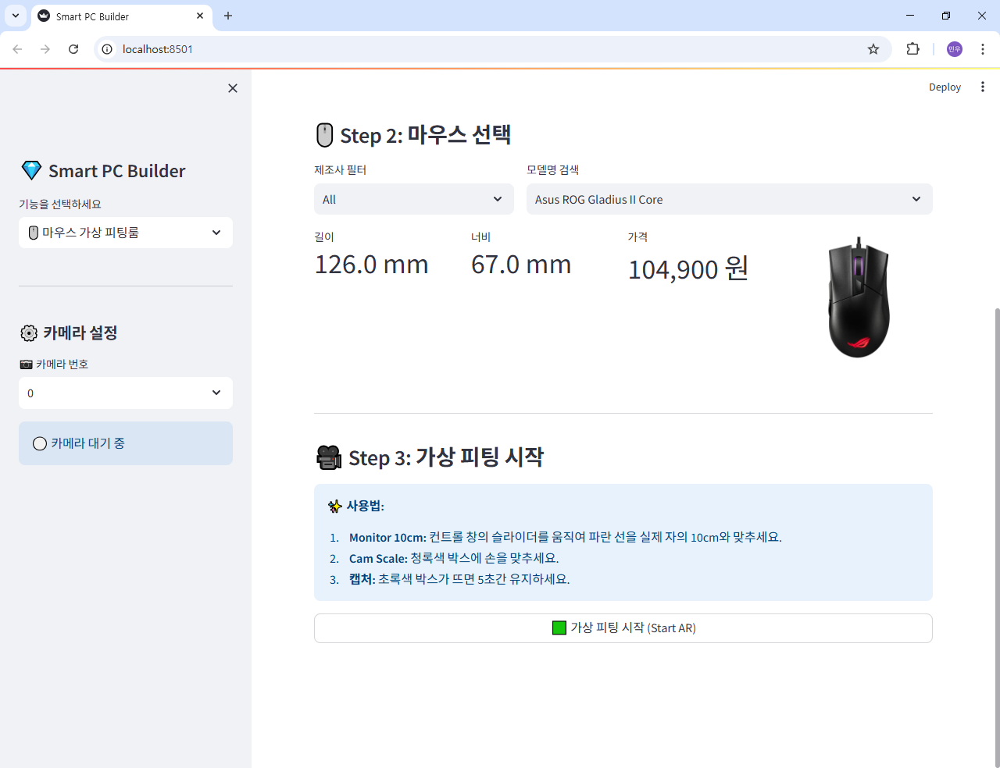 Smart PC Builder
localhost:8501
민우
Deploy
Smart PC Builder
기능을 선택하세요
마우스 가상 피팅룸
카메라 설정
카메라 번호
0
카메라 대기 중
Step 2: 마우스 선택
제조사 필터
모델명 검색
All
Asus ROG Gladius II Core
길이
너비
가격
126.0 mm
67.0 mm
104,900 원
Step 3: 가상 피팅 시작
사용법:
1. Monitor 10cm: 컨트롤 창의 슬라이더를 움직여 파란 선을 실제 자의 10cm와 맞추세요.
2. Cam Scale: 청록색 박스에 손을 맞추세요.
3. 캡처: 초록색 박스가 뜨면 5초간 유지하세요.
가상 피팅 시작 (Start AR)